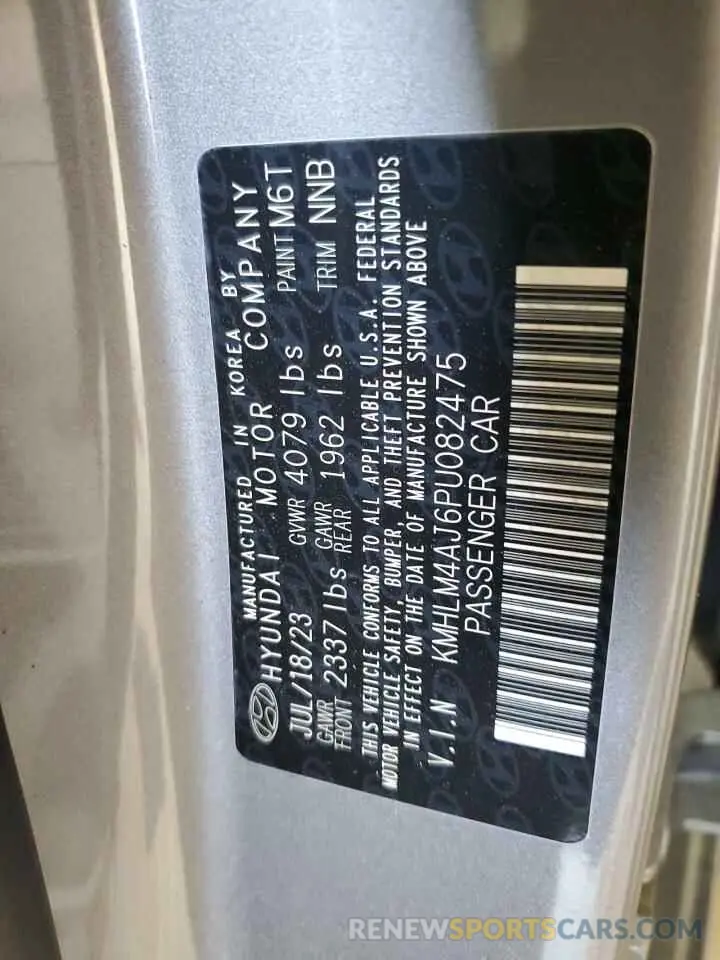 MANUFACTURED IN KOREA BY
HYUNDAI MOTOR COMPANY
JUL/18/23 GVWR 4079 lbs PAINT M6T
GAWR FRONT 2337 lbs GAWR REAR 1962 lbs TRIM NNB
THIS VEHICLE CONFORMS TO ALL APPLICABLE U.S.A. FEDERAL
MOTOR VEHICLE SAFETY, BUMPER, AND THEFT PREVENTION STANDARDS
IN EFFECT ON THE DATE OF MANUFACTURE SHOWN ABOVE
V.I.N KMHLM4AJ6PU082475
PASSENGER CAR
RENEWSPORTSCARS.COM